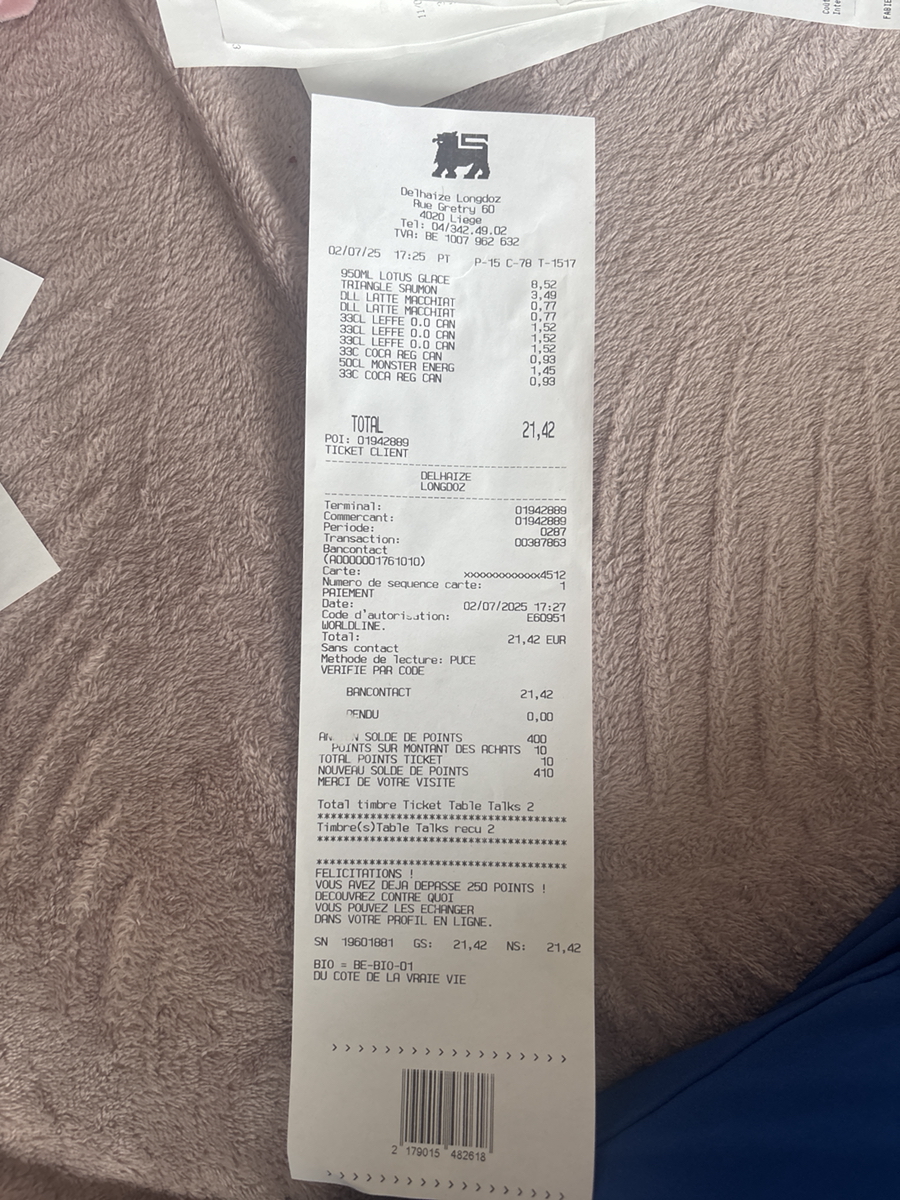 Delhaize Longdoz
Rue Gretry 60
4020 Liege
Tel: 04/342.49.02
TVA: BE 1007 962 632
02/07/25 17:25 PT P-15 C-78 T-1517
950ML LOTUS GLACE 8,52
TRIANGLE SAUMON 3,49
DLL LATTE MACCHIAT 0,77
DLL LATTE MACCHIAT 0,77
33CL LEFFE 0.0 CAN 1,52
33CL LEFFE 0.0 CAN 1,52
33CL LEFFE 0.0 CAN 1,52
33C COCA REG CAN 0,93
50CL MONSTER ENERG 1,45
33C COCA REG CAN 0,93
TOTAL 21,42
POI: 01942889
TICKET CLIENT
DELHAIZE
LONGDOZ
Terminal: 01942889
Commercant: 01942889
Periode: 0287
Transaction: 00387863
Bancontact
(A0000001761010)
Carte: xxxxxxxxxxxx4512
Numero de sequence carte: 1
PAIEMENT
Date: 02/07/2025 17:27
Code d'autorisation: E60951
WORLDLINE.
Total: 21,42 EUR
Sans contact
Methode de lecture: PUCE
VERIFIE PAR CODE
BANCONTACT 21,42
RENDU 0,00
SOLDE DE POINTS 400
POINTS SUR MONTANT DES ACHATS 10
TOTAL POINTS TICKET 10
NOUVEAU SOLDE DE POINTS 410
MERCI DE VOTRE VISITE
Total timbre Ticket Table Talks 2
****************************************
Timbre(s)Table Talks recu 2
****************************************
****************************************
FELICITATIONS !
VOUS AVEZ DEJA DEPASSE 250 POINTS !
DECOUVREZ CONTRE QUOI
VOUS POUVEZ LES ECHANGER
DANS VOTRE PROFIL EN LIGNE.
SN 19601881 GS: 21,42 NS: 21,42
BIO = BE-BIO-01
DU COTE DE LA VRAIE VIE
2 179015 482618